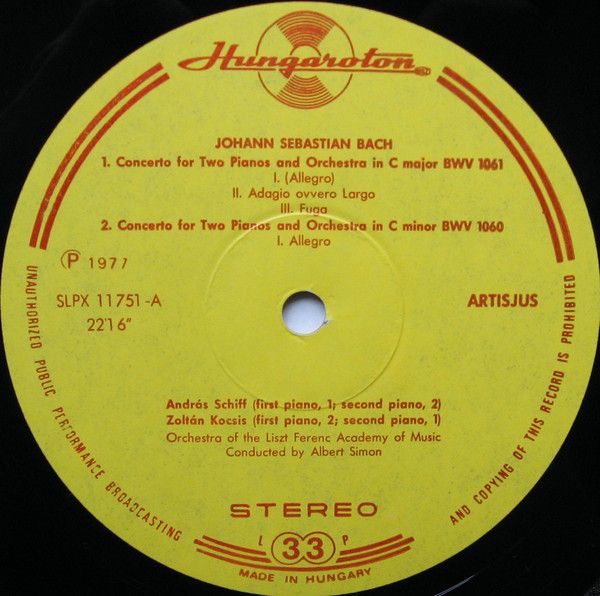 Hungaroton
JOHANN SEBASTIAN BACH
1. Concerto for Two Pianos and Orchestra in C major BWV 1061
I. (Allegro)
II. Adagio ovvero Largo
III. Fuga
2. Concerto for Two Pianos and Orchestra in C minor BWV 1060
I. Allegro
Ⓟ 1977
SLPX 11751-A
22'16"
ARTISJUS
András Schiff (first piano, 1; second piano, 2)
Zoltán Kocsis (first piano, 2; second piano, 1)
Orchestra of the Liszt Ferenc Academy of Music
Conducted by Albert Simon
STEREO
L 33 P
MADE IN HUNGARY
UNAUTHORIZED PUBLIC PERFORMANCE BROADCASTING
AND COPYING OF THIS RECORD IS PROHIBITED